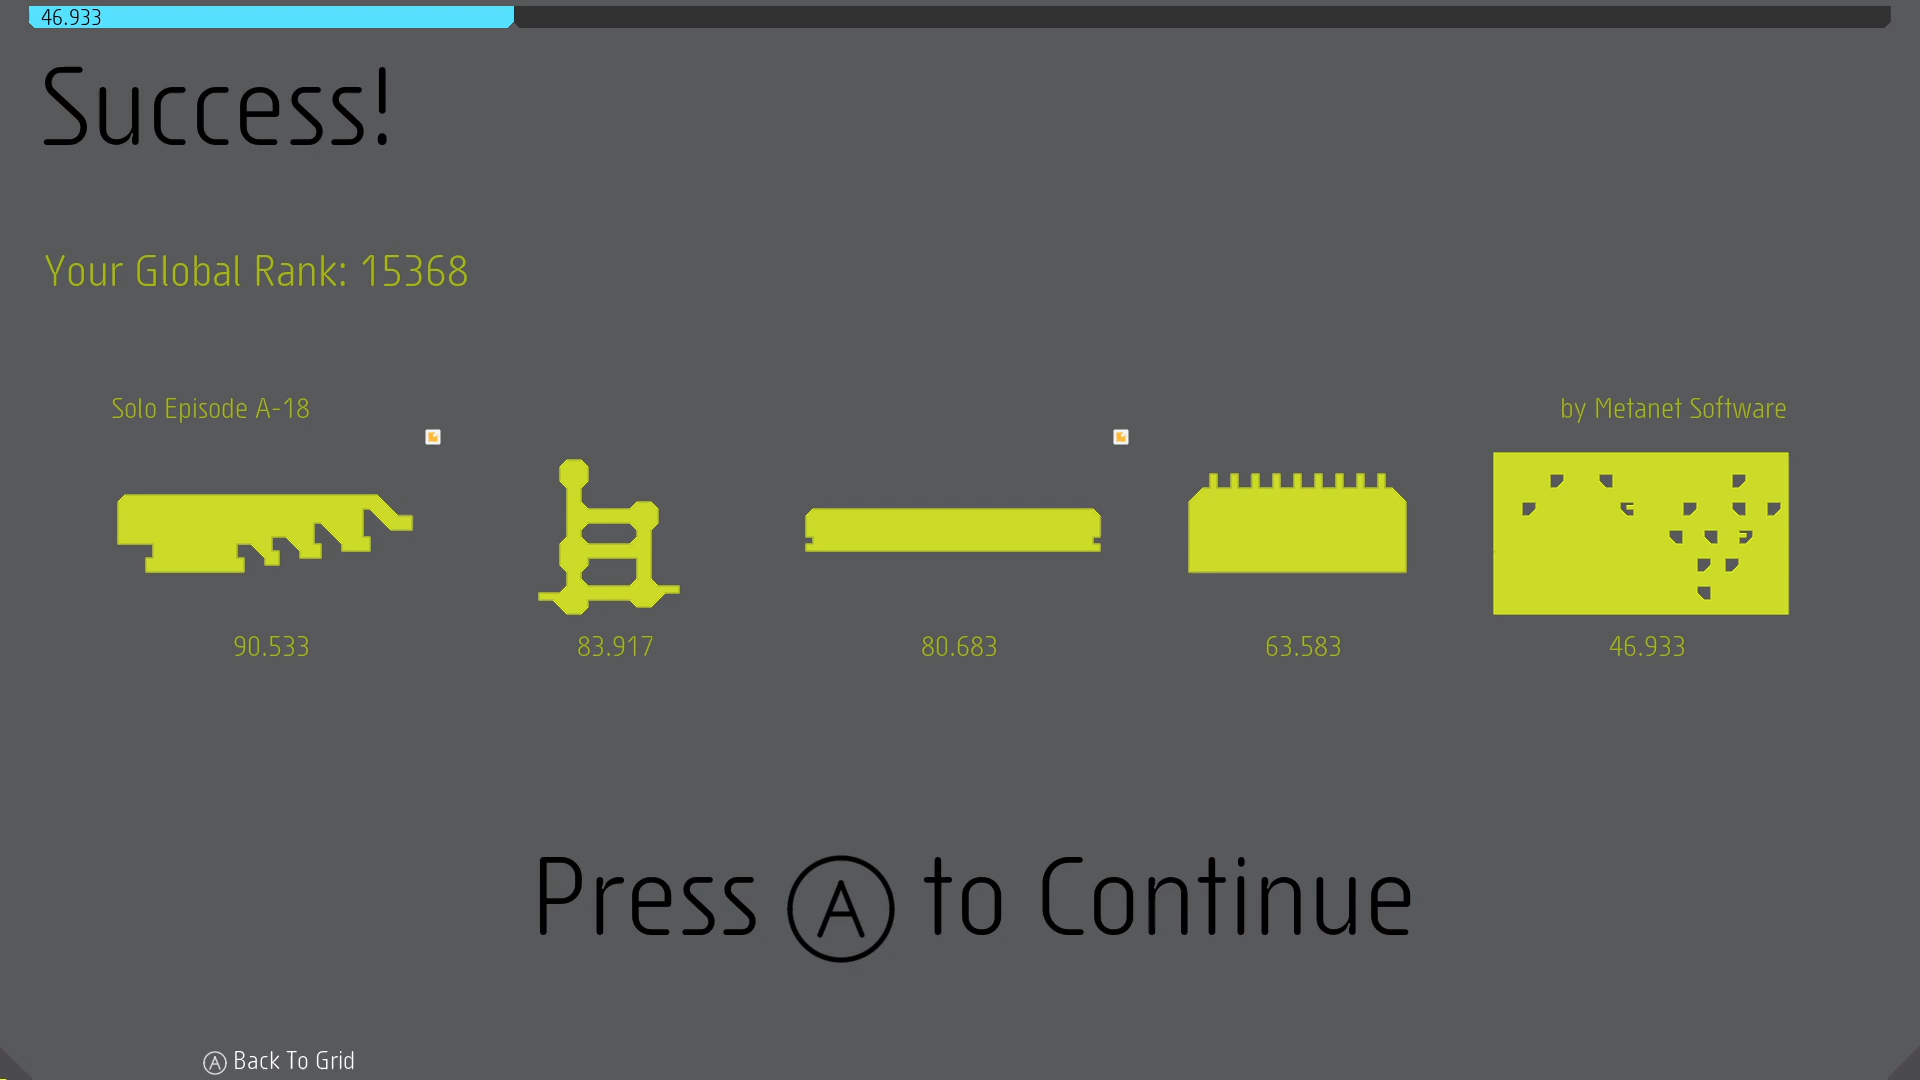 46.933
Success!
Your Global Rank: 15368
Solo Episode A-18
by Metanet Software
90.533 83.917 80.683 63.583 46.933
Press A to Continue
A Back To Grid